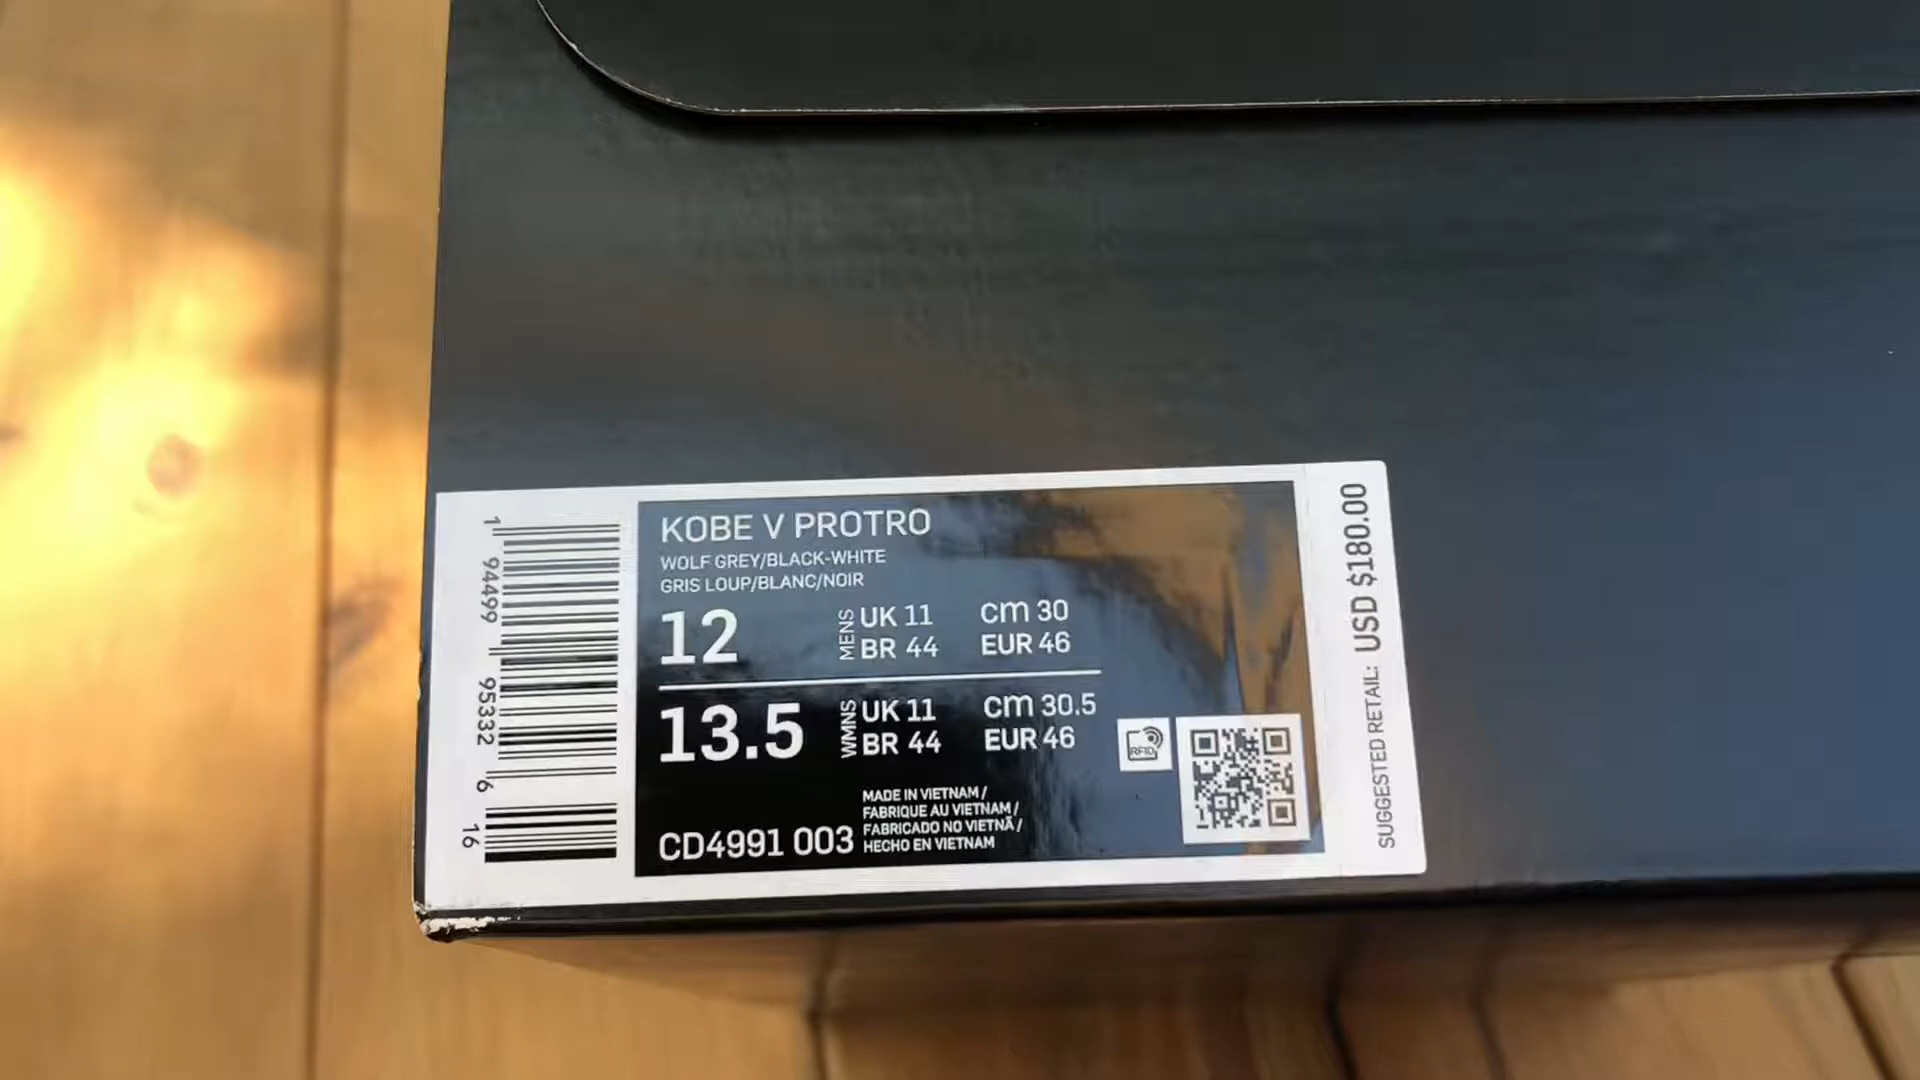 KOBE V PROTRO
WOLF GREY/BLACK-WHITE
GRIS LOUP/BLANC/NOIR
12
MENS
UK 11
cm 30
BR 44
EUR 46
13.5
WMNS
UK 11
cm 30.5
BR 44
EUR 46
RFID
MADE IN VIETNAM /
FABRIQUE AU VIETNAM /
FABRICADO NO VIETNÃ /
HECHO EN VIETNAM
CD4991 003
1 94499 95332 6
16
SUGGESTED RETAIL: USD $180.00